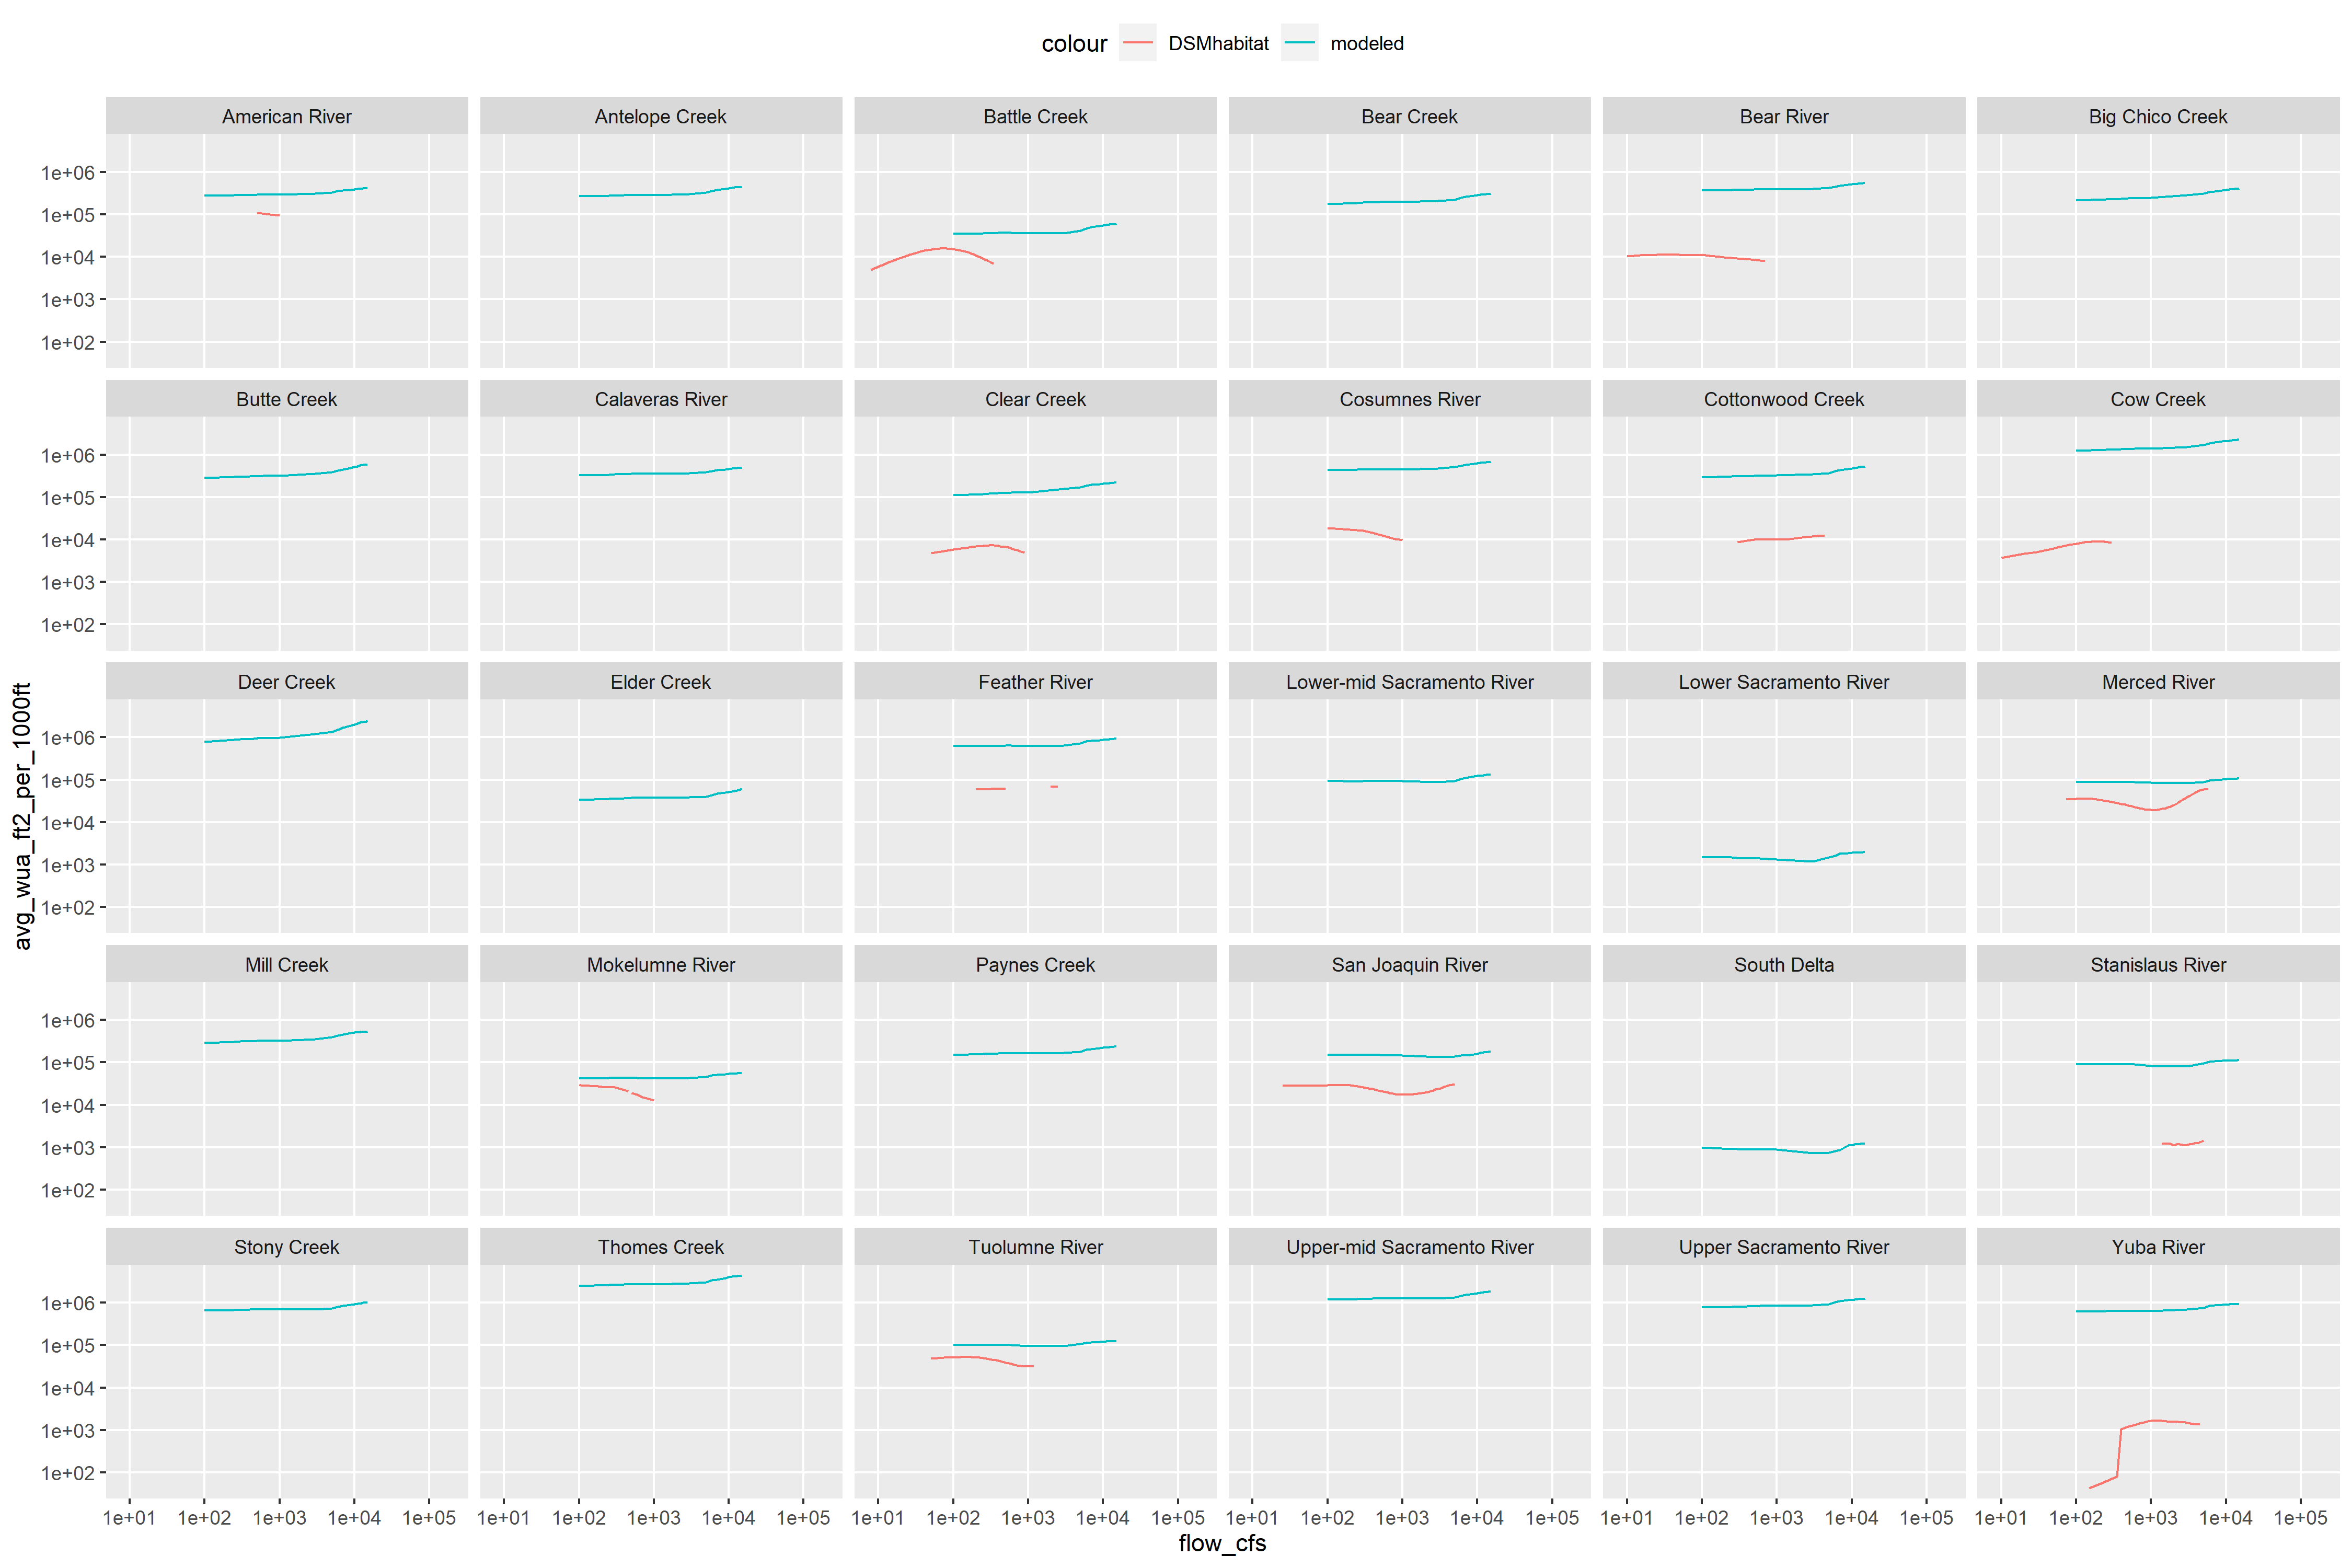 colour DSMhabitat modeled
American River Antelope Creek Battle Creek Bear Creek Bear River Big Chico Creek
1e+06
1e+05
1e+04
1e+03
1e+02
Butte Creek Calaveras River Clear Creek Cosumnes River Cottonwood Creek Cow Creek
1e+06
1e+05
1e+04
1e+03
1e+02
Deer Creek Elder Creek Feather River Lower-mid Sacramento River Lower Sacramento River Merced River
1e+06
1e+05
1e+04
1e+03
1e+02
avg_wua_ft2_per_1000ft
Mill Creek Mokelumne River Paynes Creek San Joaquin River South Delta Stanislaus River
1e+06
1e+05
1e+04
1e+03
1e+02
Stony Creek Thomes Creek Tuolumne River Upper-mid Sacramento River Upper Sacramento River Yuba River
1e+06
1e+05
1e+04
1e+03
1e+02
1e+01 1e+02 1e+03 1e+04 1e+05 1e+01 1e+02 1e+03 1e+04 1e+05 1e+01 1e+02 1e+03 1e+04 1e+05 1e+01 1e+02 1e+03 1e+04 1e+05 1e+01 1e+02 1e+03 1e+04 1e+05 1e+01 1e+02 1e+03 1e+04 1e+05
flow_cfs